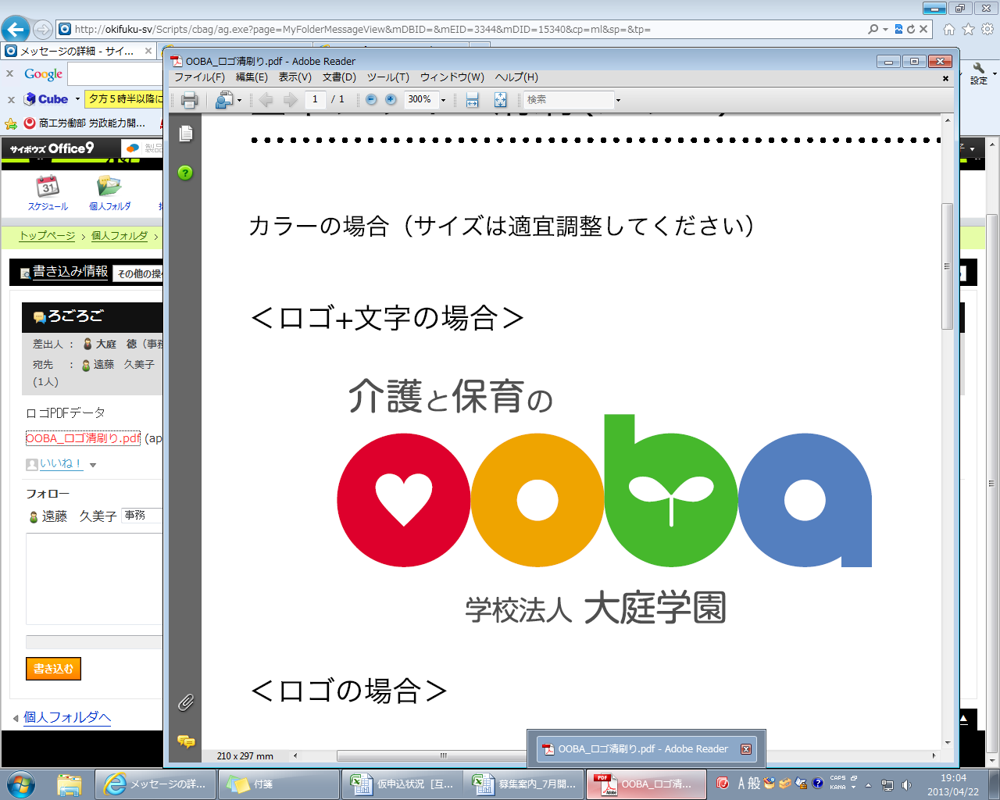 http://okifuku-sv/Scripts/cbag/ag.exe?page=MyFolderMessageView&mDBID=&mEID=3344&mDID=15340&cp=ml&sp=&tp=
メッセージの詳細 - サイ...
Google
設定
Cube
夕方５時半以降に
商工労働部 労政能力開...
サイボウズ Office9
製品
スケジュール
個人フォルダ
トップページ > 個人フォルダ >
書き込み情報
その他の操
ろごろご
差出人 : 大庭 徳（事務
宛先 : 遠藤 久美子
(1人)
ロゴPDFデータ
OOBA_ロゴ清刷り.pdf (ap
いいね！
フォロー
遠藤 久美子 事務
書き込む
個人フォルダへ
OOBA_ロゴ清刷り.pdf - Adobe Reader
ファイル(F) 編集(E) 表示(V) 文書(D) ツール(T) ウィンドウ(W) ヘルプ(H)
1 / 1
300%
検索
カラーの場合（サイズは適宜調整してください）
＜ロゴ+文字の場合＞
介護と保育の
ooba
学校法人 大庭学園
＜ロゴの場合＞
210 x 297 mm
OOBA_ロゴ清刷り.pdf - Adobe Reader
メッセージの詳...
付箋
仮申込状況［互...
募集案内_7月開...
OOBA_ロゴ清...
A 般
CAPS
KANA
19:04
2013/04/22